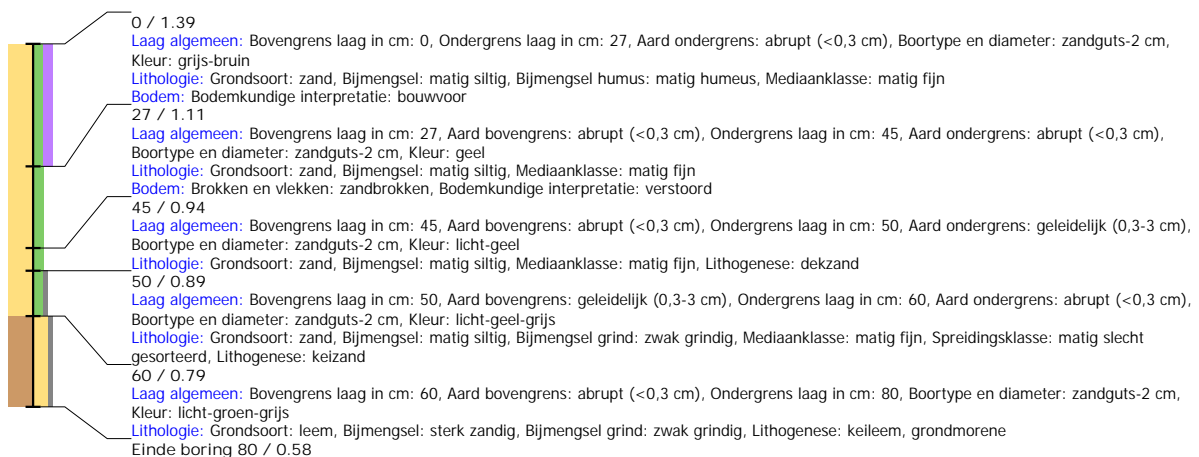 0 / 1.39
Laag algemeen: Bovengrens laag in cm: 0, Ondergrens laag in cm: 27, Aard ondergrens: abrupt (<0,3 cm), Boortype en diameter: zandguts-2 cm,
Kleur: grijs-bruin
Lithologie: Grondsoort: zand, Bijmengsel: matig siltig, Bijmengsel humus: matig humeus, Mediaanklasse: matig fijn
Bodem: Bodemkundige interpretatie: bouwvoor
27 / 1.11
Laag algemeen: Bovengrens laag in cm: 27, Aard bovengrens: abrupt (<0,3 cm), Ondergrens laag in cm: 45, Aard ondergrens: abrupt (<0,3 cm),
Boortype en diameter: zandguts-2 cm, Kleur: geel
Lithologie: Grondsoort: zand, Bijmengsel: matig siltig, Mediaanklasse: matig fijn
Bodem: Brokken en vlekken: zandbrokken, Bodemkundige interpretatie: verstoord
45 / 0.94
Laag algemeen: Bovengrens laag in cm: 45, Aard bovengrens: abrupt (<0,3 cm), Ondergrens laag in cm: 50, Aard ondergrens: geleidelijk (0,3-3 cm),
Boortype en diameter: zandguts-2 cm, Kleur: licht-geel
Lithologie: Grondsoort: zand, Bijmengsel: matig siltig, Mediaanklasse: matig fijn, Lithogenese: dekzand
50 / 0.89
Laag algemeen: Bovengrens laag in cm: 50, Aard bovengrens: geleidelijk (0,3-3 cm), Ondergrens laag in cm: 60, Aard ondergrens: abrupt (<0,3 cm),
Boortype en diameter: zandguts-2 cm, Kleur: licht-geel-grijs
Lithologie: Grondsoort: zand, Bijmengsel: matig siltig, Bijmengsel grind: zwak grindig, Mediaanklasse: matig fijn, Spreidingsklasse: matig slecht
gesorteerd, Lithogenese: keizand
60 / 0.79
Laag algemeen: Bovengrens laag in cm: 60, Aard bovengrens: abrupt (<0,3 cm), Ondergrens laag in cm: 80, Boortype en diameter: zandguts-2 cm,
Kleur: licht-groen-grijs
Lithologie: Grondsoort: leem, Bijmengsel: sterk zandig, Bijmengsel grind: zwak grindig, Lithogenese: keileem, grondmorene
Einde boring 80 / 0.58